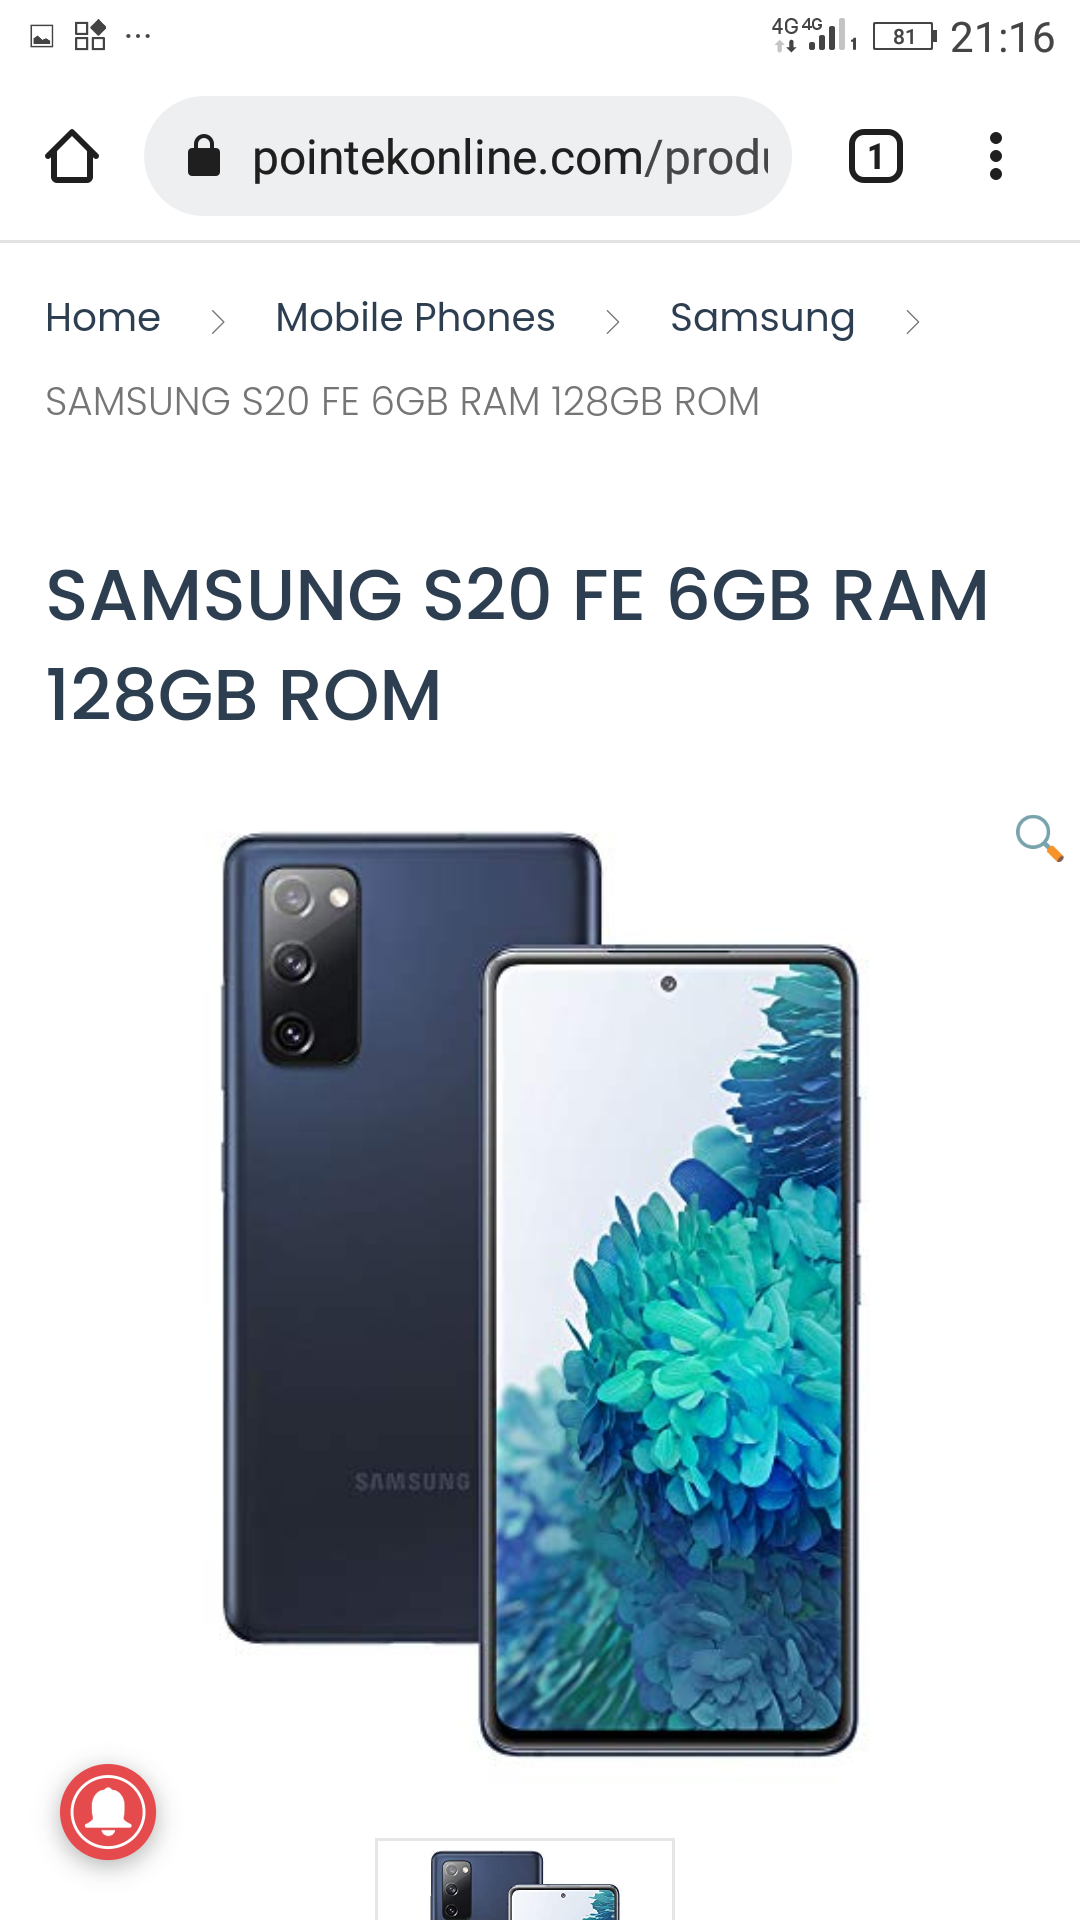 4G 4G 1 81 21:16
pointekonline.com/produ
1
Home > Mobile Phones > Samsung >
SAMSUNG S20 FE 6GB RAM 128GB ROM
SAMSUNG S20 FE 6GB RAM
128GB ROM
SAMSUNG